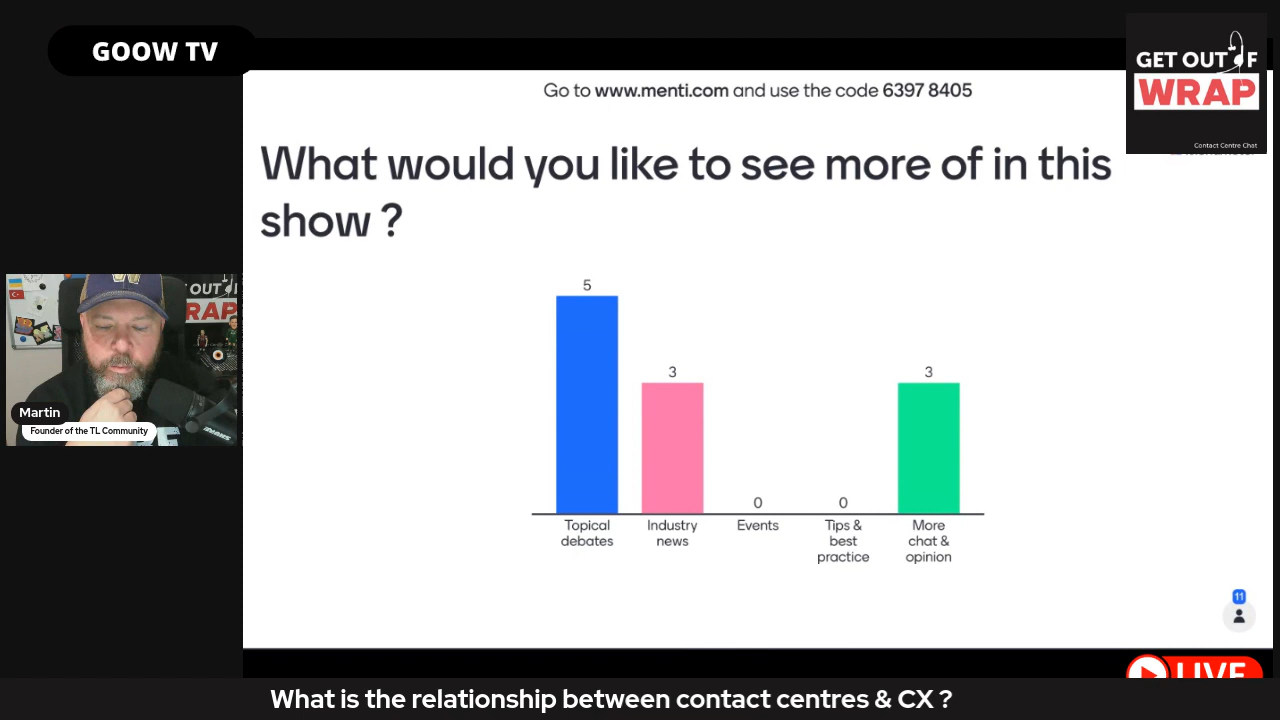 GOOW TV
GET OUT OF
WRAP
Contact Centre Chat
Go to www.menti.com and use the code 6397 8405
What would you like to see more of in this
show ?
5
3
0
0
3
Topical
debates
Industry
news
Events
Tips &
best
practice
More
chat &
opinion
11
OUT
WRAP
Martin
Founder of the TL Community
LIVE
What is the relationship between contact centres & CX ?